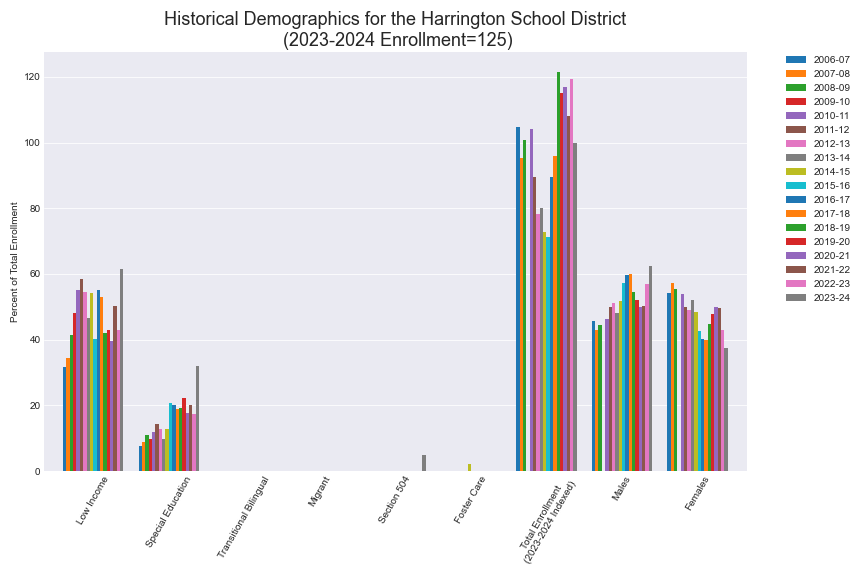 Historical Demographics for the Harrington School District
(2023-2024 Enrollment=125)
Percent of Total Enrollment
120
100
80
60
40
20
0
Low Income
Special Education
Transitional Bilingual
Migrant
Section 504
Foster Care
Total Enrollment
(2023-2024 Indexed)
Males
Females
2006-07
2007-08
2008-09
2009-10
2010-11
2011-12
2012-13
2013-14
2014-15
2015-16
2016-17
2017-18
2018-19
2019-20
2020-21
2021-22
2022-23
2023-24